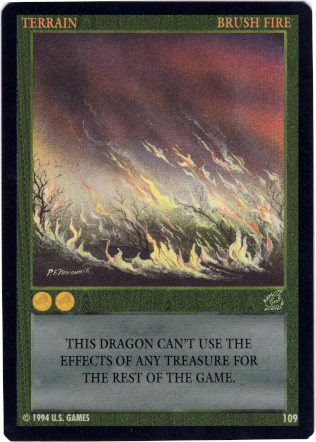 TERRAIN
BRUSH FIRE
THIS DRAGON CAN'T USE THE
EFFECTS OF ANY TREASURE FOR
THE REST OF THE GAME.
© 1994 U.S. GAMES
109